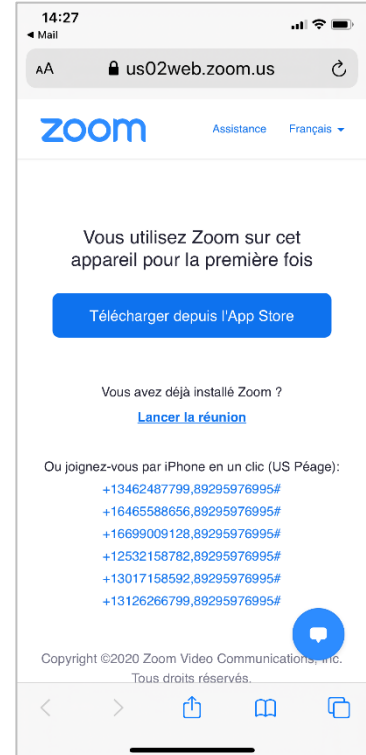 14:27
Mail
AA us02web.zoom.us
zoom Assistance Français
Vous utilisez Zoom sur cet
appareil pour la première fois
Télécharger depuis l'App Store
Vous avez déjà installé Zoom ?
Lancer la réunion
Ou joignez-vous par iPhone en un clic (US Péage):
+13462487799,89295976995#
+16465588656,89295976995#
+16699009128,89295976995#
+12532158782,89295976995#
+13017158592,89295976995#
+13126266799,89295976995#
Copyright ©2020 Zoom Video Communications, Inc.
Tous droits réservés.